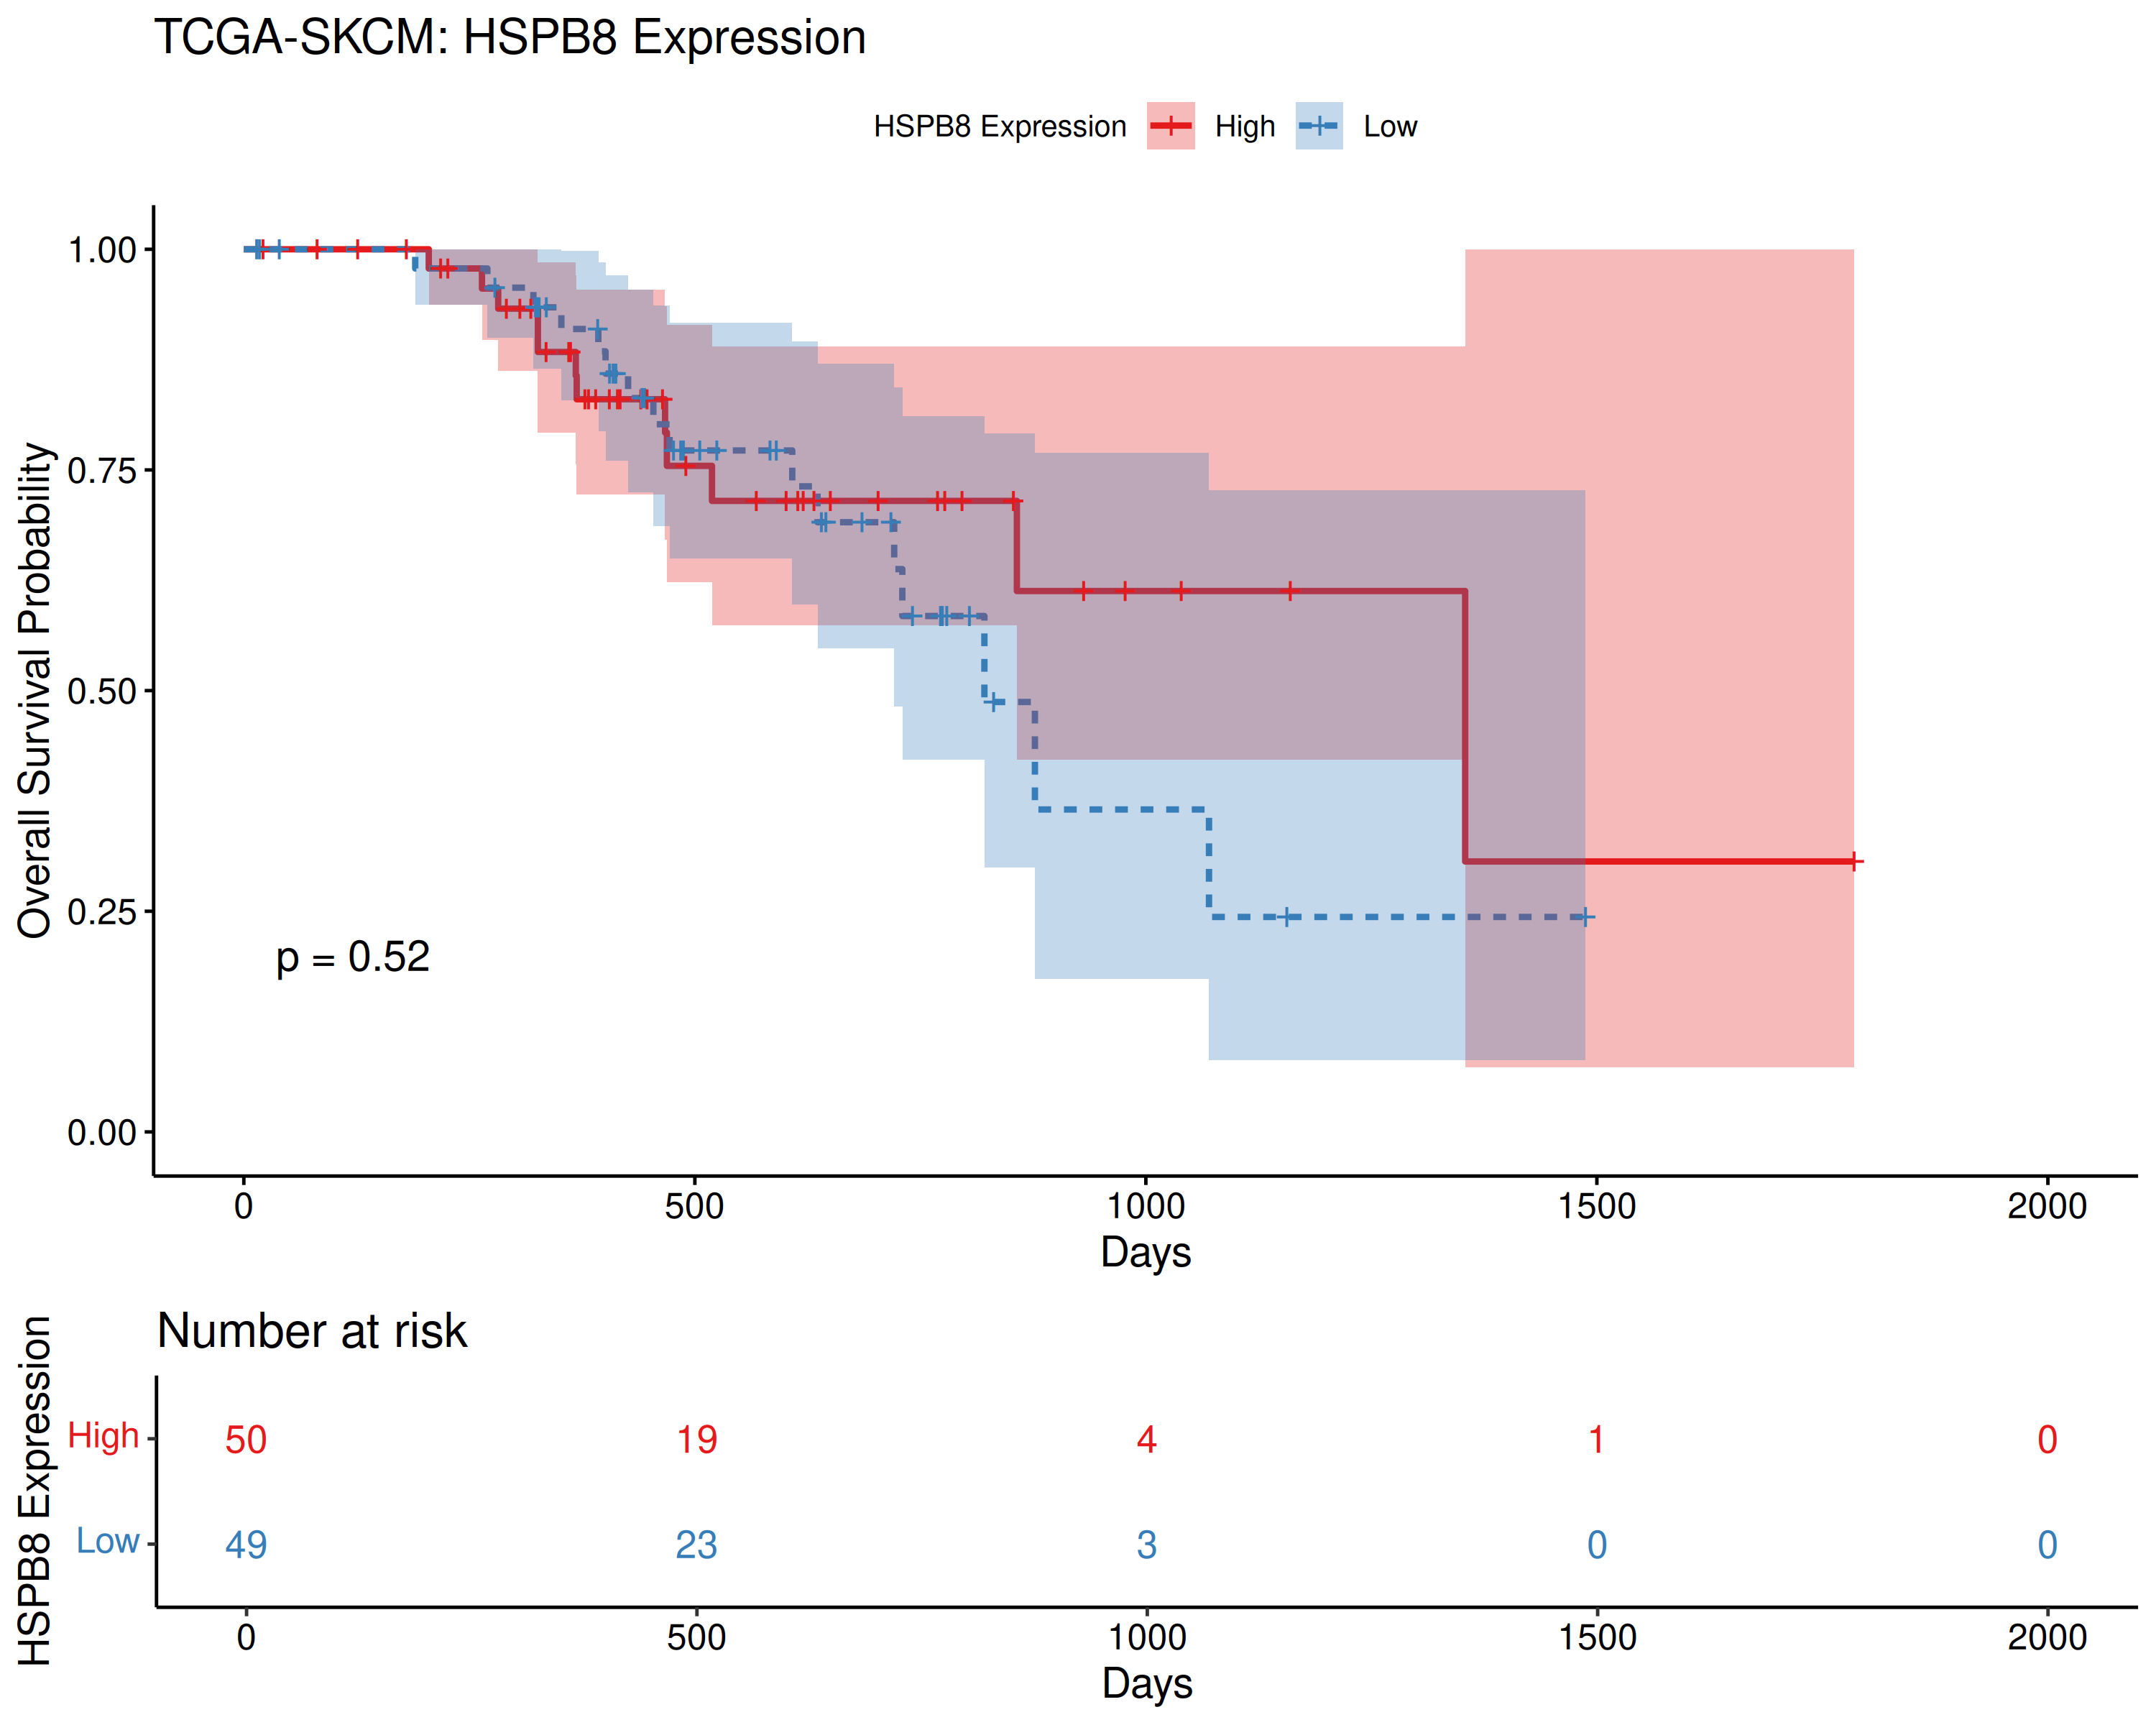 TCGA-SKCM: HSPB8 Expression
HSPB8 Expression High Low
Overall Survival Probability
1.00
0.75
0.50
0.25
0.00
p = 0.52
0 500 1000 1500 2000
Days
Number at risk
HSPB8 Expression
High 50 19 4 1 0
Low 49 23 3 0 0
0 500 1000 1500 2000
Days